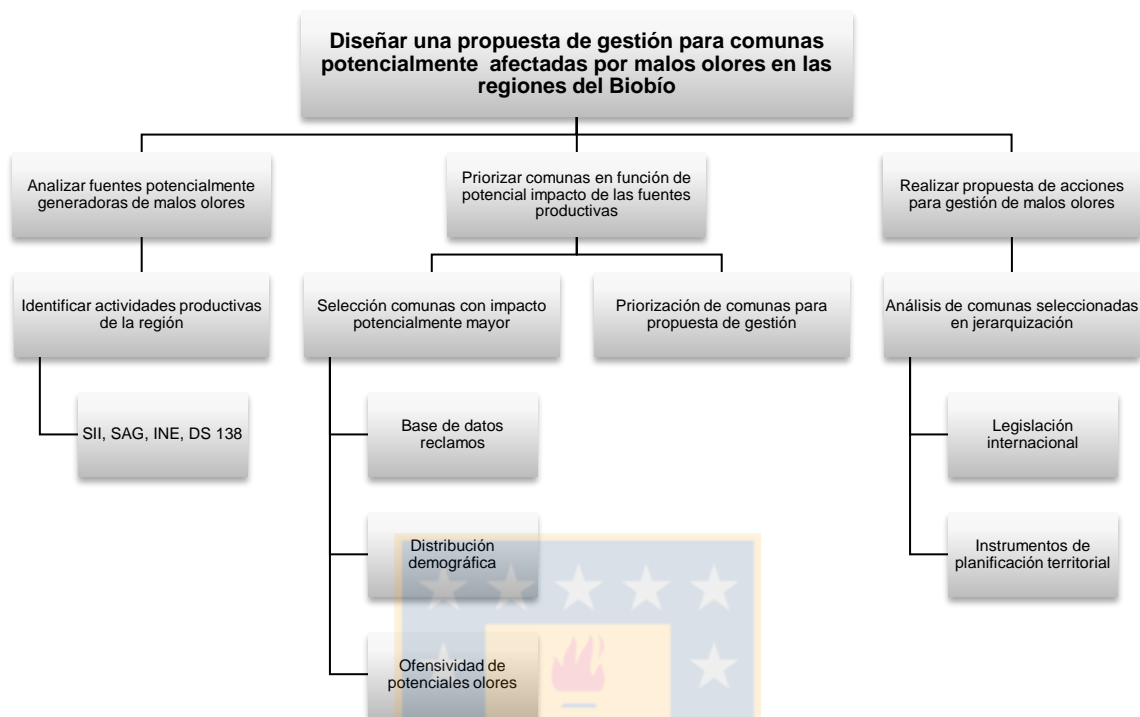 Diseñar una propuesta de gestión para comunas
potencialmente afectadas por malos olores en las
regiones del Biobío
Analizar fuentes potencialmente
generadoras de malos olores
Priorizar comunas en función de
potencial impacto de las fuentes
productivas
Realizar propuesta de acciones
para gestión de malos olores
Identificar actividades productivas
de la región
Selección comunas con impacto
potencialmente mayor
Priorización de comunas para
propuesta de gestión
Análisis de comunas seleccionadas
en jerarquización
SII, SAG, INE, DS 138
Base de datos
reclamos
Legislación
internacional
Distribución
demográfica
Instrumentos de
planificación territorial
Ofensividad de
potenciales olores